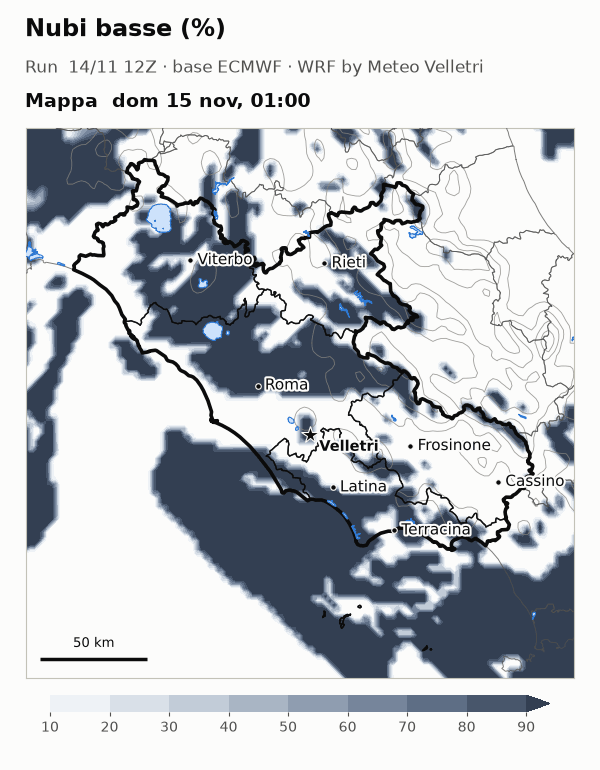 Nubi basse (%)
Run 14/11 12Z · base ECMWF · WRF by Meteo Velletri
Mappa dom 15 nov, 01:00
Viterbo
Rieti
Roma
Velletri
Frosinone
Cassino
Latina
Terracina
50 km
10 20 30 40 50 60 70 80 90